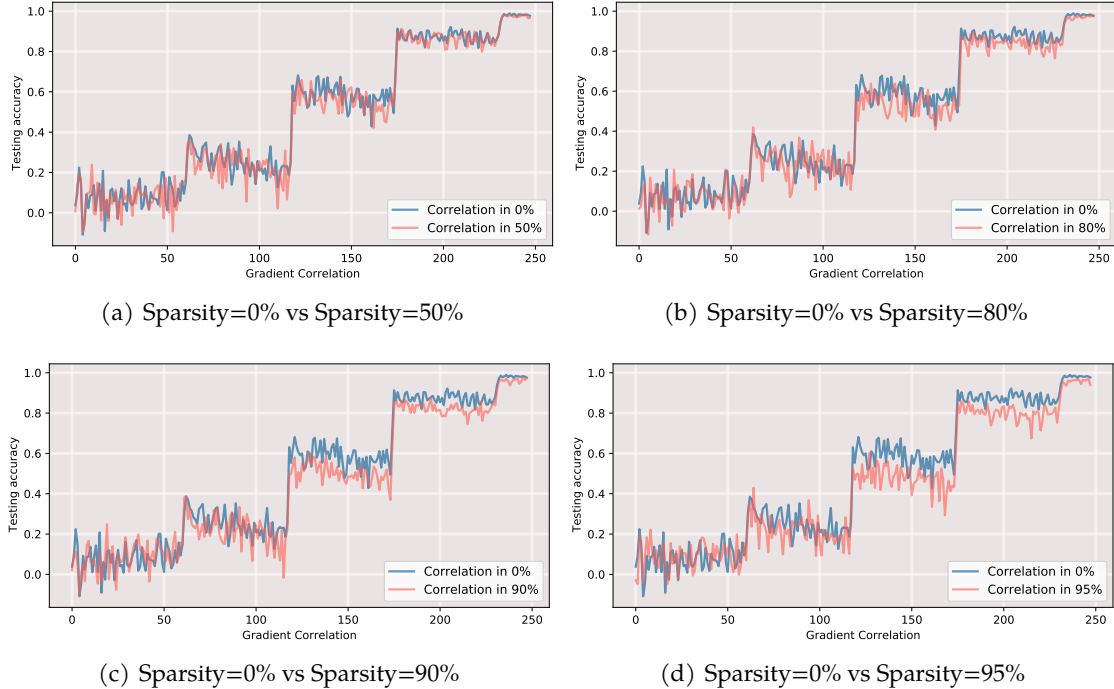 Testing accuracy
1.0
0.8
0.6
0.4
0.2
0.0
0 50 100 150 200 250
Gradient Correlation
Correlation in 0%
Correlation in 50%
(a) Sparsity=0% vs Sparsity=50%
Testing accuracy
1.0
0.8
0.6
0.4
0.2
0.0
0 50 100 150 200 250
Gradient Correlation
Correlation in 0%
Correlation in 80%
(b) Sparsity=0% vs Sparsity=80%
Testing accuracy
1.0
0.8
0.6
0.4
0.2
0.0
0 50 100 150 200 250
Gradient Correlation
Correlation in 0%
Correlation in 90%
(c) Sparsity=0% vs Sparsity=90%
Testing accuracy
1.0
0.8
0.6
0.4
0.2
0.0
0 50 100 150 200 250
Gradient Correlation
Correlation in 0%
Correlation in 95%
(d) Sparsity=0% vs Sparsity=95%